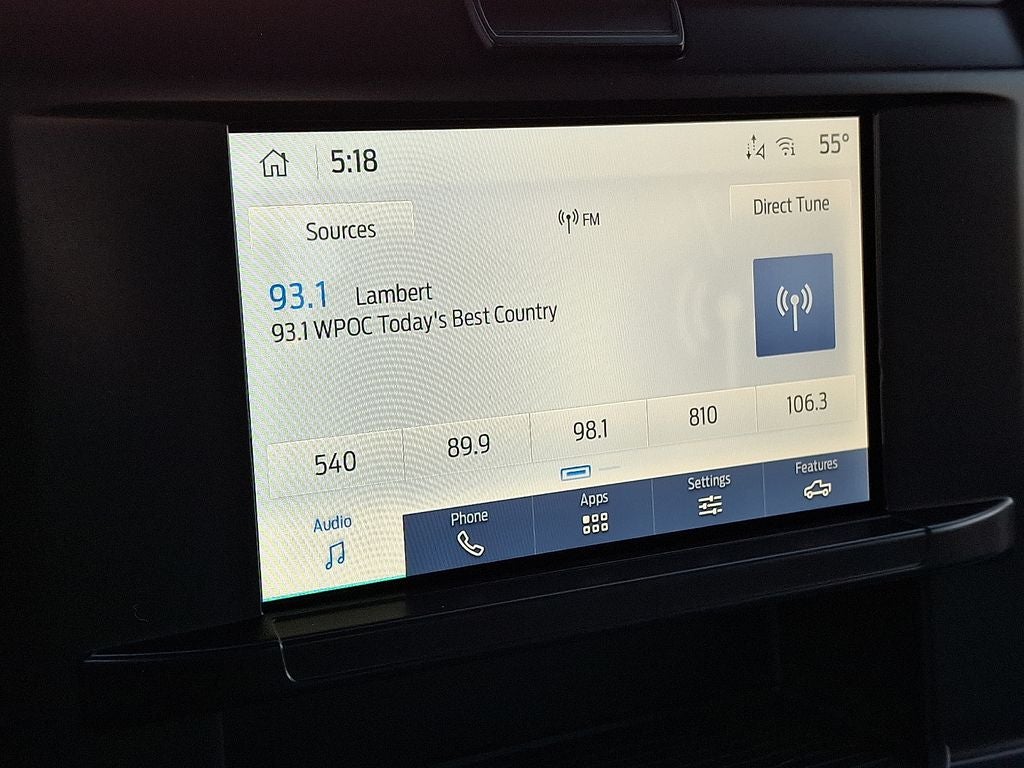 5:18
55°
Sources
FM
Direct Tune
93.1 Lambert
93.1 WPOC Today's Best Country
540 89.9 98.1 810 106.3
Audio Phone Apps Settings Features